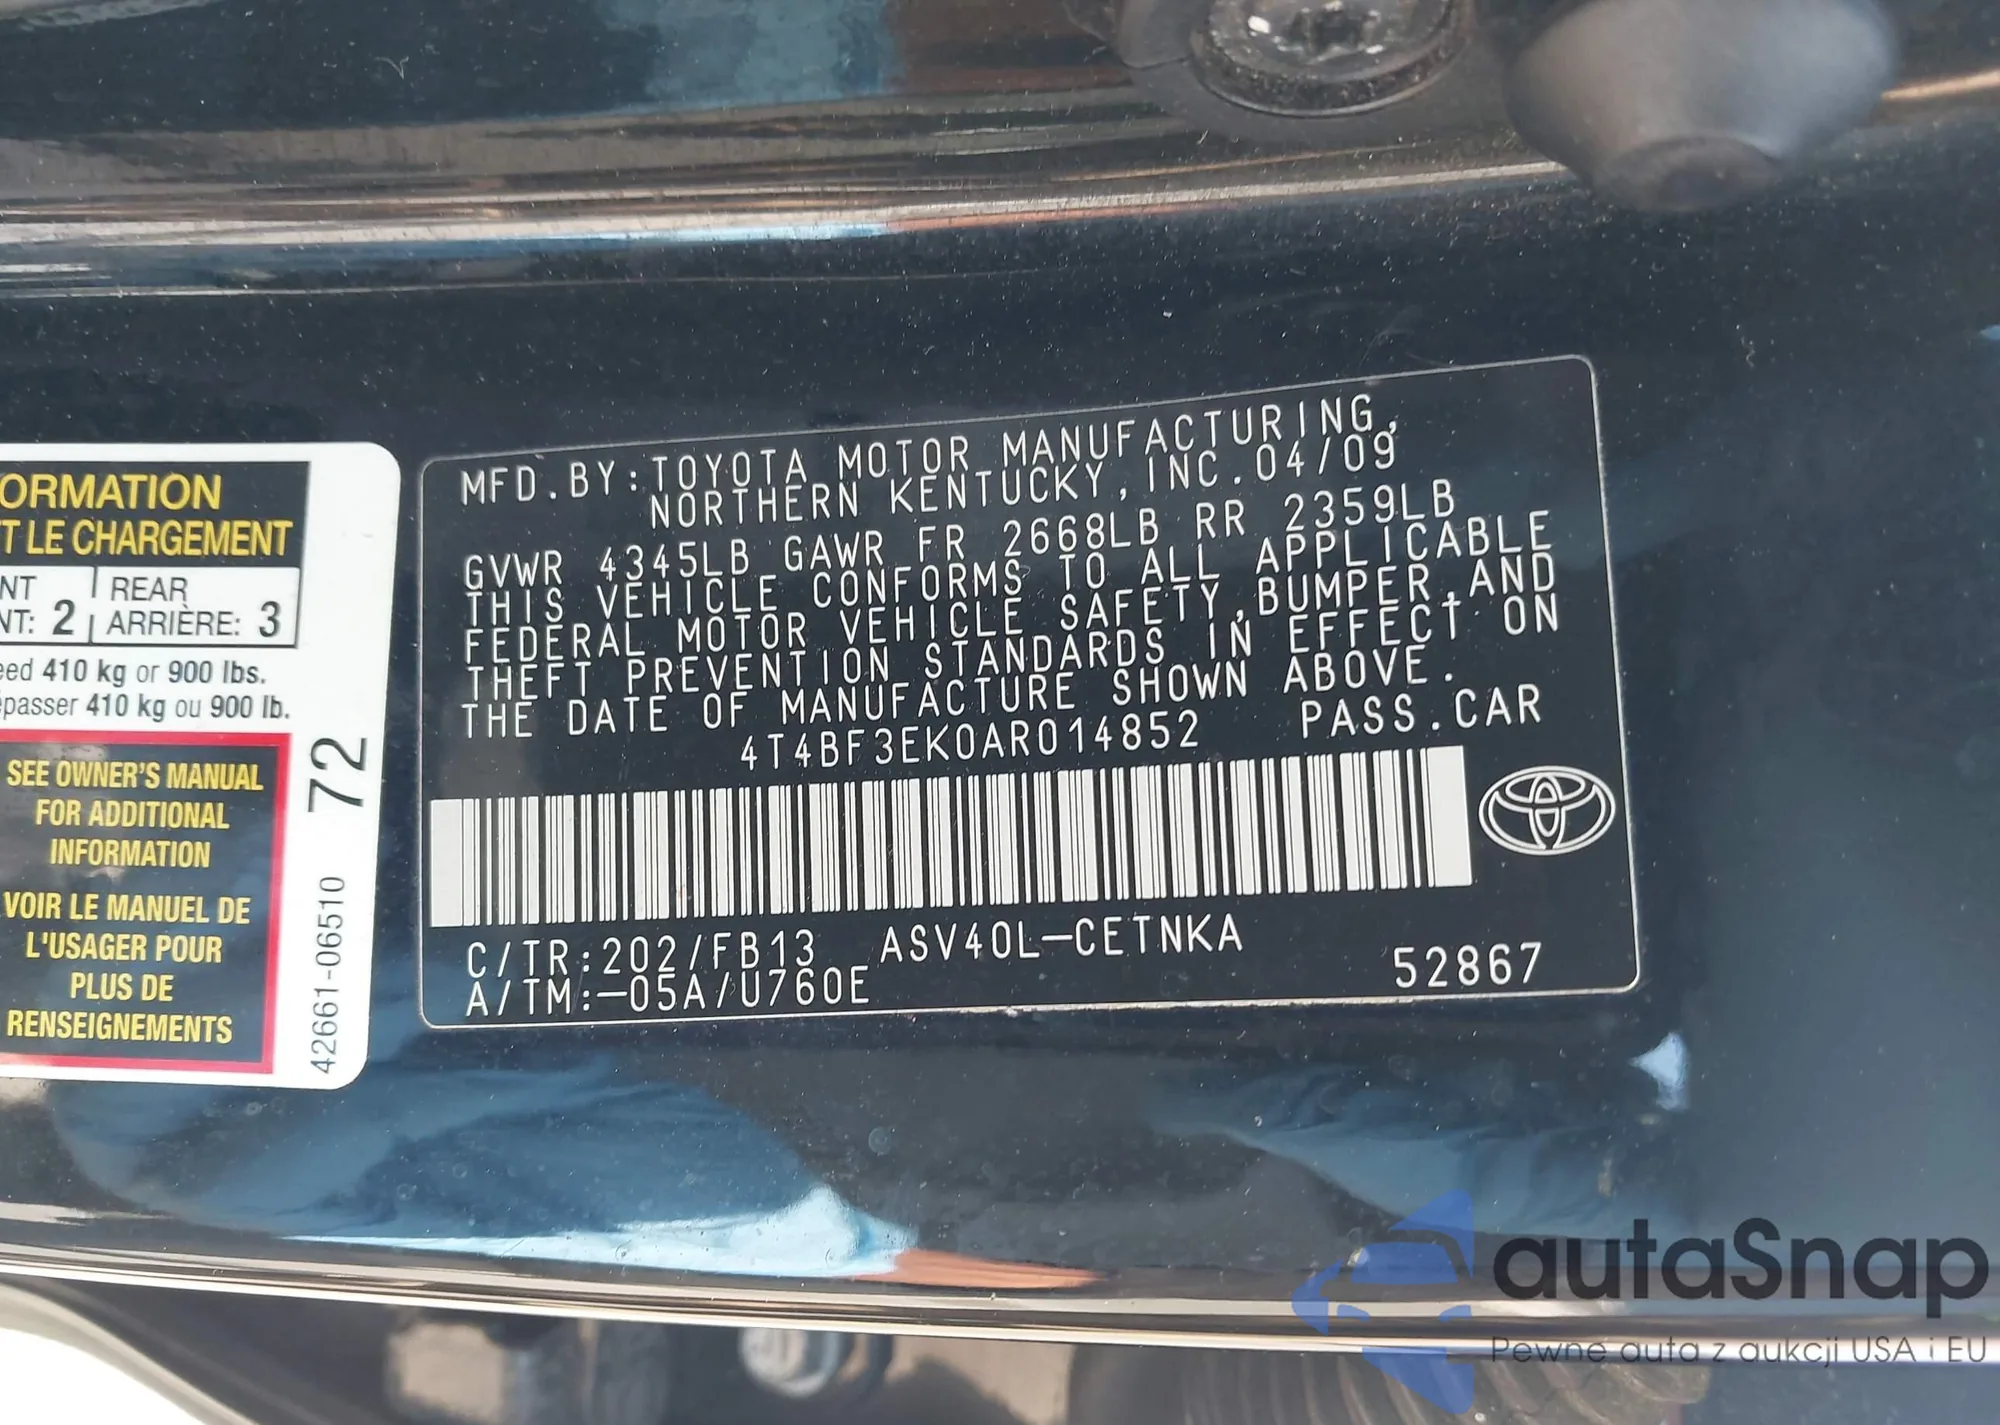 ORMATION
T LE CHARGEMENT
NT
REAR
NT: 2
ARRIÈRE: 3
eed 410 kg or 900 lbs.
passer 410 kg ou 900 lb.
SEE OWNER'S MANUAL
FOR ADDITIONAL
INFORMATION
VOIR LE MANUEL DE
L'USAGER POUR
PLUS DE
RENSEIGNEMENTS
72
42661-06510
MFD.BY:TOYOTA MOTOR MANUFACTURING,
NORTHERN KENTUCKY,INC.04/09
GVWR 4345LB GAWR FR 2668LB RR 2359LB
THIS VEHICLE CONFORMS TO ALL APPLICABLE
FEDERAL MOTOR VEHICLE SAFETY,BUMPER,AND
THEFT PREVENTION STANDARDS IN EFFECT ON
THE DATE OF MANUFACTURE SHOWN ABOVE.
4T4BF3EK0AR014852 PASS.CAR
C/TR:202/FB13 ASV40L-CETNKA
A/TM:-05A/U760E 52867
autaSnap
Pewne auta z aukcji USA i EU